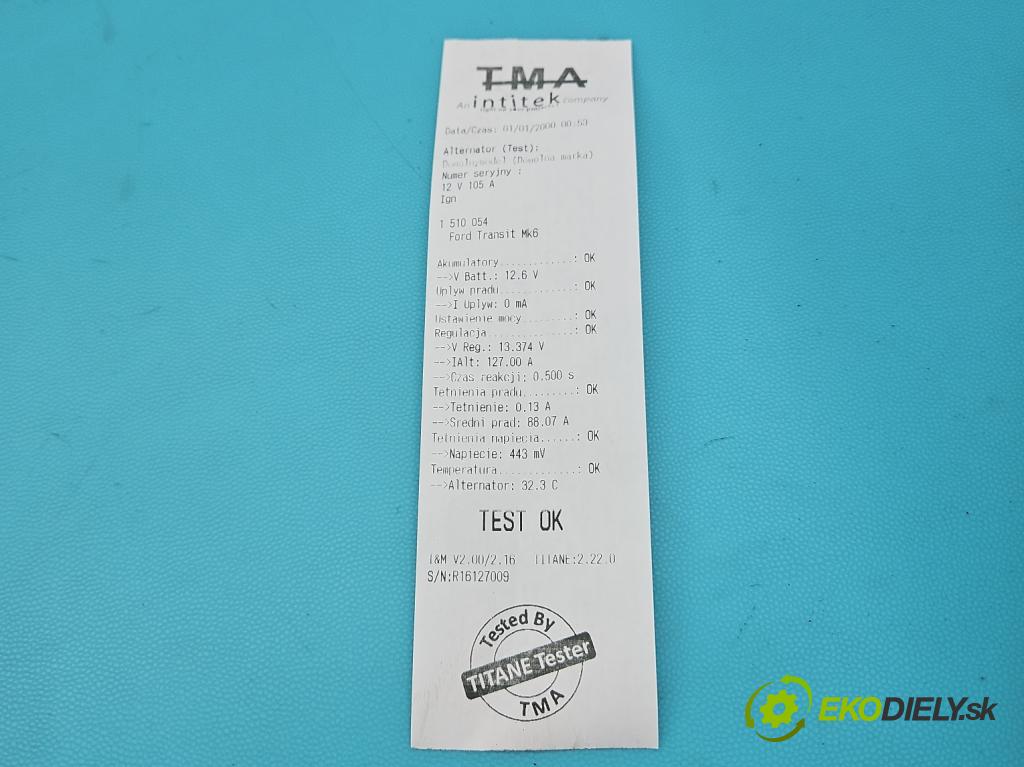 TMA
An intitek company
Data/Czas: 01/01/2000 00:53
Alternator (Test):
(Dowolna marka)
Numer seryjny :
12 V 105 A
Ign
1 510 054
Ford Transit Mk6
Akumulatory............: OK
-->V Batt.: 12.6 V
Uplyw pradu............: OK
-->I Uplyw: 0 mA
Ustawienie mocy........: OK
Regulacja..............: OK
-->V Reg.: 13.374 V
-->IAlt: 127.00 A
-->Czas reakcji: 0.500 s
Tetnienia pradu........: OK
-->Tetnienie: 0.13 A
-->Sredni prad: 88.07 A
Tetnienia napiecia......: OK
-->Napiecie: 443 mV
Temperatura.............: OK
-->Alternator: 32.3 C
TEST OK
T&M V2.00/2.16 TITANE:2.22.0
S/N:R16127009
Tested By
TITANE Tester
TMA
EKODIELY.sk